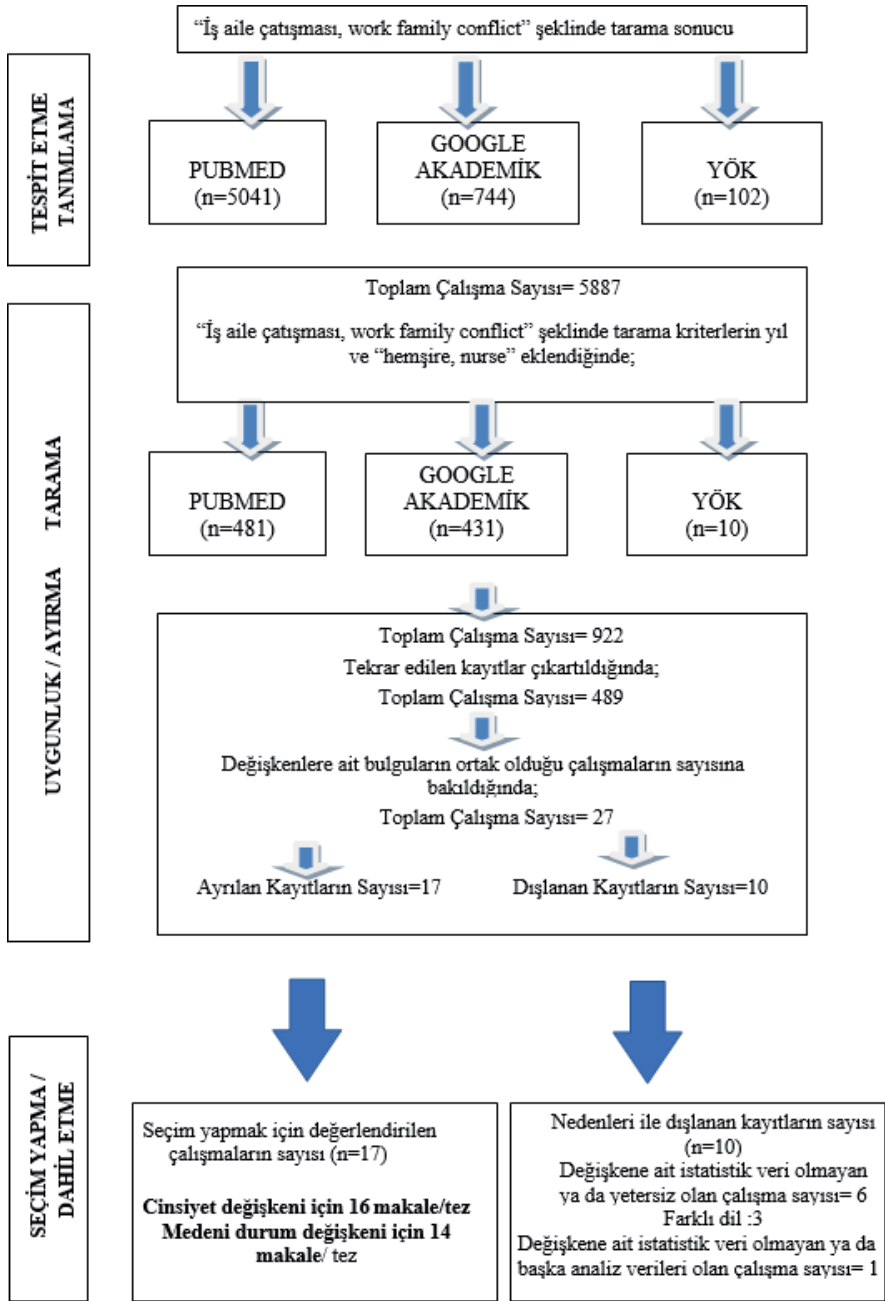 “İş aile çatışması, work family conflict” şeklinde tarama sonucu
TESPİT ETME
TANIMLAMA
PUBMED
(n=5041)
GOOGLE
AKADEMİK
(n=744)
YÖK
(n=102)
TARAMA
UYGUNLUK / AYIRMA
Toplam Çalışma Sayısı= 5887
“İş aile çatışması, work family conflict” şeklinde tarama kriterlerin yıl
ve “hemşire, nurse” eklendiğinde;
PUBMED
(n=481)
GOOGLE
AKADEMİK
(n=431)
YÖK
(n=10)
Toplam Çalışma Sayısı= 922
Tekrar edilen kayıtlar çıkartıldığında;
Toplam Çalışma Sayısı= 489
Değişkenlere ait bulguların ortak olduğu çalışmaların sayısına
bakıldığında;
Toplam Çalışma Sayısı= 27
Ayrılan Kayıtların Sayısı=17
Dışlanan Kayıtların Sayısı=10
SEÇİM YAPMA /
DAHİL ETME
Seçim yapmak için değerlendirilen
çalışmaların sayısı (n=17)
Cinsiyet değişkeni için 16 makale/tez
Medeni durum değişkeni için 14
makale/ tez
Nedenleri ile dışlanan kayıtların sayısı
(n=10)
Değişkene ait istatistik veri olmayan
ya da yetersiz olan çalışma sayısı= 6
Farklı dil :3
Değişkene ait istatistik veri olmayan ya da
başka analiz verileri olan çalışma sayısı= 1